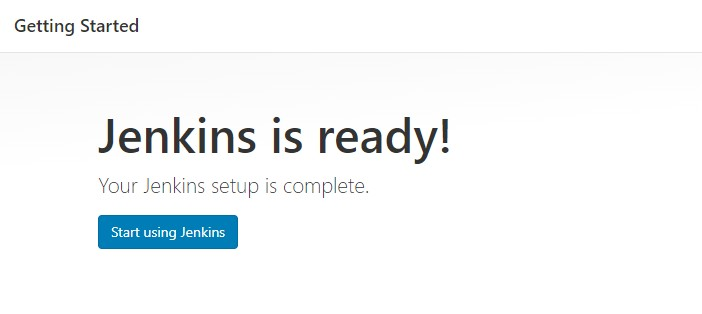 Getting Started
Jenkins is ready!
Your Jenkins setup is complete.
Start using Jenkins